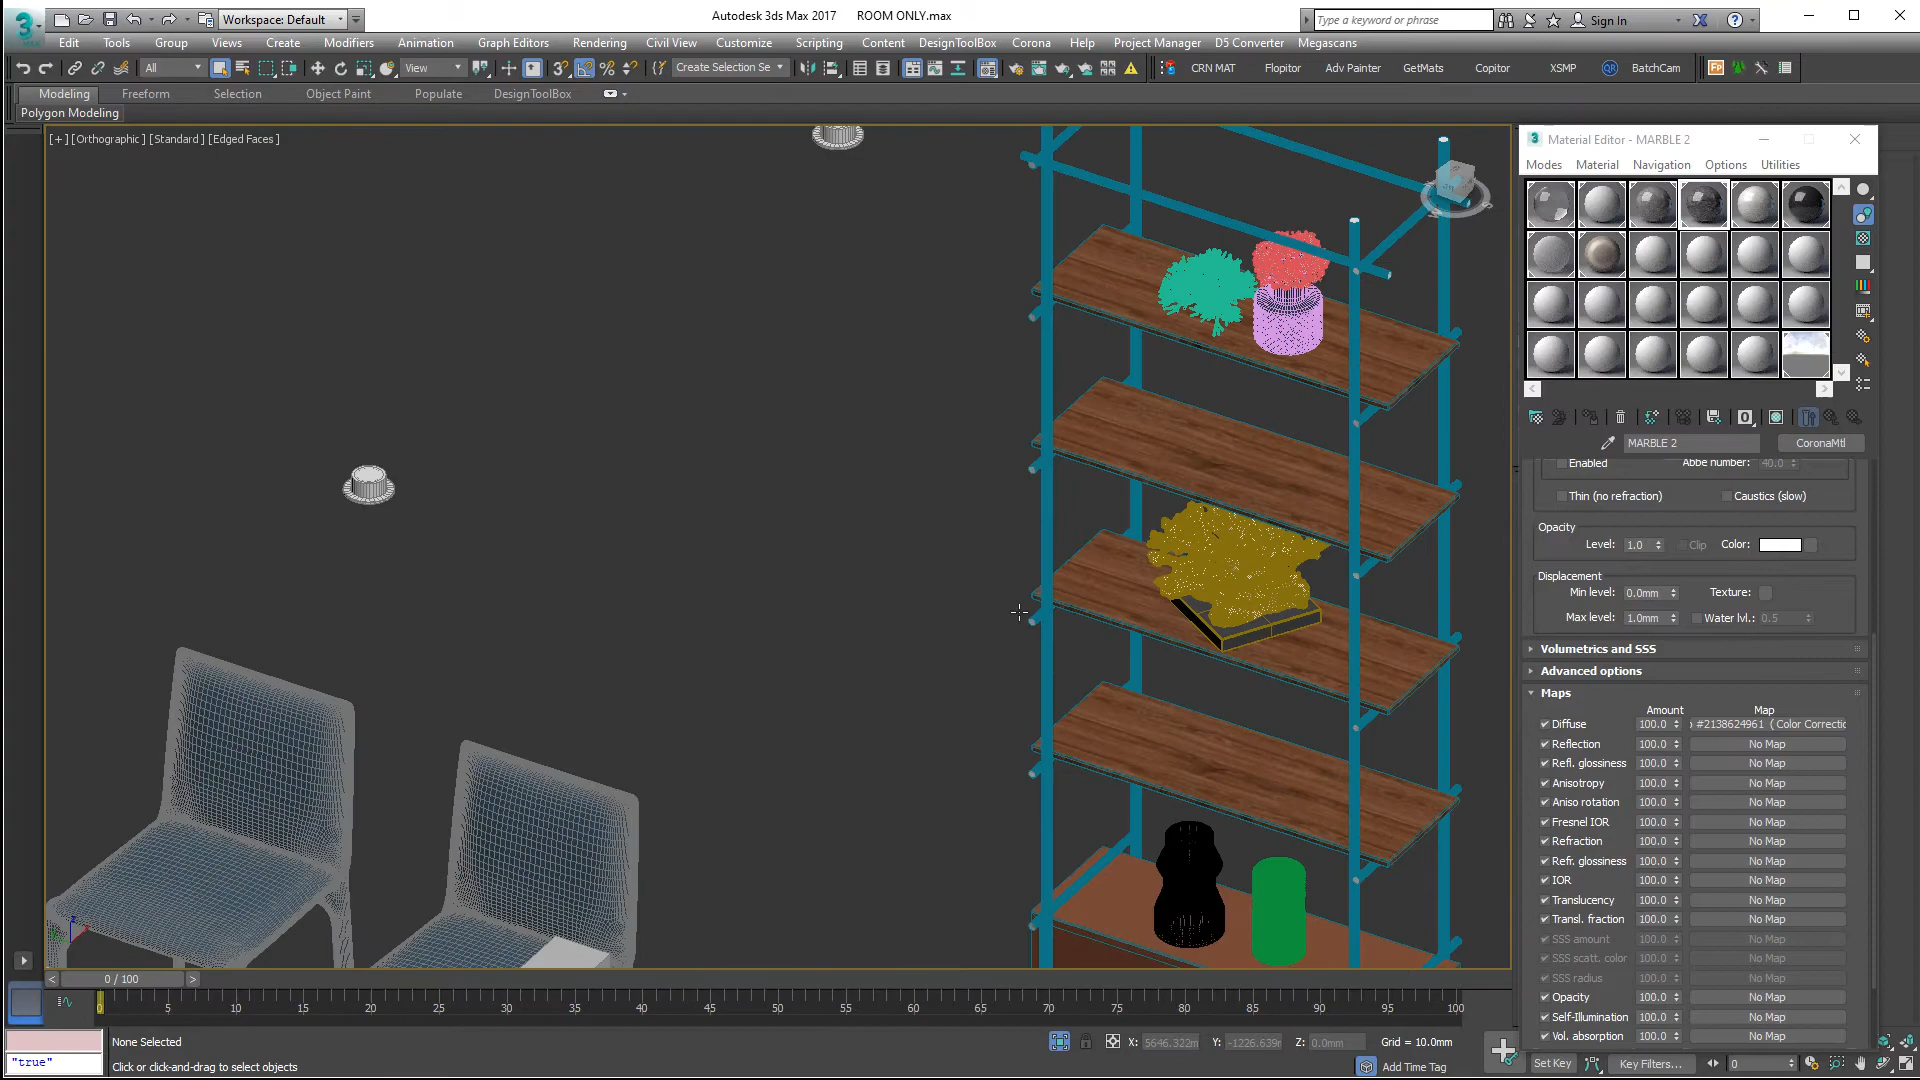 Workspace: Default
Autodesk 3ds Max 2017 ROOM ONLY.max
Type a keyword or phrase
Sign In
Edit Tools Group Views Create Modifiers Animation Graph Editors Rendering Civil View Customize Scripting Content DesignToolBox Corona Help Project Manager D5 Converter Megascans
All View Create Selection Se CRN MAT Flopitor Adv Painter GetMats Copitor XSMP BatchCam
Modeling Freeform Selection Object Paint Populate DesignToolBox
Polygon Modeling
[+] [Orthographic] [Standard] [Edged Faces]
Material Editor - MARBLE 2
Modes Material Navigation Options Utilities
MARBLE 2 CoronaMtl
Enabled Abbe number: 40.0
Thin (no refraction) Caustics (slow)
Opacity
Level: 1.0 Clip Color:
Displacement
Min level: 0.0mm Texture:
Max level: 1.0mm Water lvl.: 0.5
Volumetrics and SSS
Advanced options
Maps
Amount Map
Diffuse 100.0 #2138624961 (Color Correctic
Reflection 100.0 No Map
Refl. glossiness 100.0 No Map
Anisotropy 100.0 No Map
Aniso rotation 100.0 No Map
Fresnel IOR 100.0 No Map
Refraction 100.0 No Map
Refr. glossiness 100.0 No Map
IOR 100.0 No Map
Translucency 100.0 No Map
Transl. fraction 100.0 No Map
SSS amount 100.0 No Map
SSS scatt. color 100.0 No Map
SSS radius 100.0 No Map
Opacity 100.0 No Map
Self-Illumination 100.0 No Map
Vol. absorption 100.0 No Map
z
0 / 100
0 5 10 15 20 25 30 35 40 45 50 55 60 65 70 75 80 85 90 95 100
None Selected
X: 5646.322m Y: -1226.639m Z: 0.0mm Grid = 10.0mm
"true"
Click or click-and-drag to select objects
Add Time Tag
Set Key Key Filters... 0